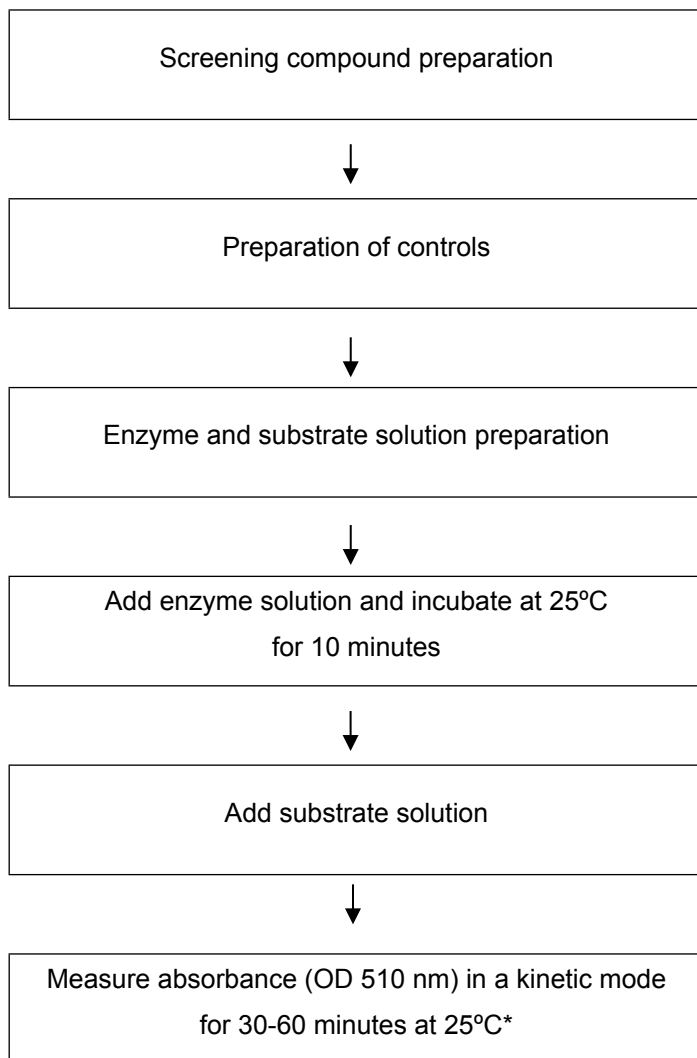 Screening compound preparation
Preparation of controls
Enzyme and substrate solution preparation
Add enzyme solution and incubate at 25ºC
for 10 minutes
Add substrate solution
Measure absorbance (OD 510 nm) in a kinetic mode
for 30-60 minutes at 25ºC*